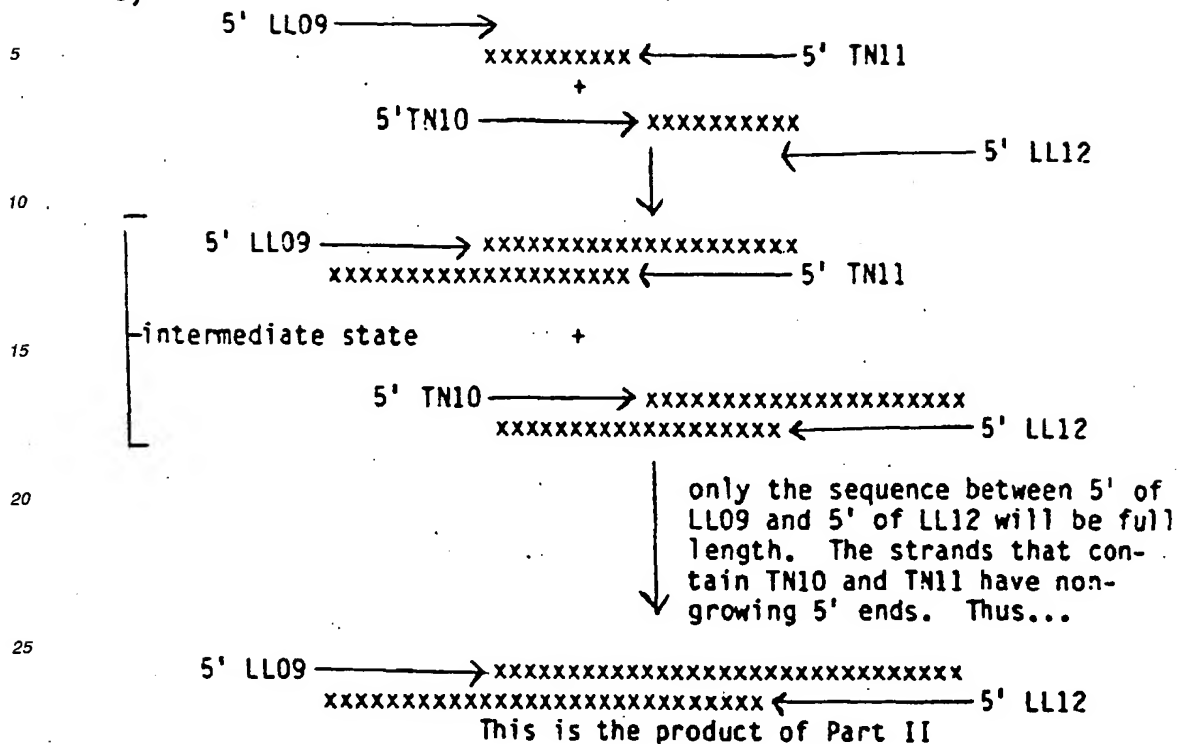 5' LL09
5 xxxxxxxxxx 5' TN11
+
5'TN10 xxxxxxxxxx
5' LL12
10
5' LL09 xxxxxxxxxxxxxxxxxxxxx
xxxxxxxxxxxxxxxxxxxx 5' TN11
intermediate state +
15
5' TN10 xxxxxxxxxxxxxxxxxxxxx
xxxxxxxxxxxxxxxxxxx 5' LL12
only the sequence between 5' of
20 LL09 and 5' of LL12 will be full
length. The strands that con-
tain TN10 and TN11 have non-
growing 5' ends. Thus...
25
5' LL09 xxxxxxxxxxxxxxxxxxxxxxxxxxxxxxx
xxxxxxxxxxxxxxxxxxxxxxxxxxxxx 5' LL12
This is the product of Part II